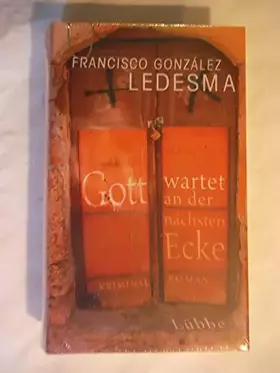 FRANCISCO GONZÁLEZ
LEDESMA
Gott wartet
an der
nächsten
Ecke
KRIMINAL ROMAN
Lübbe